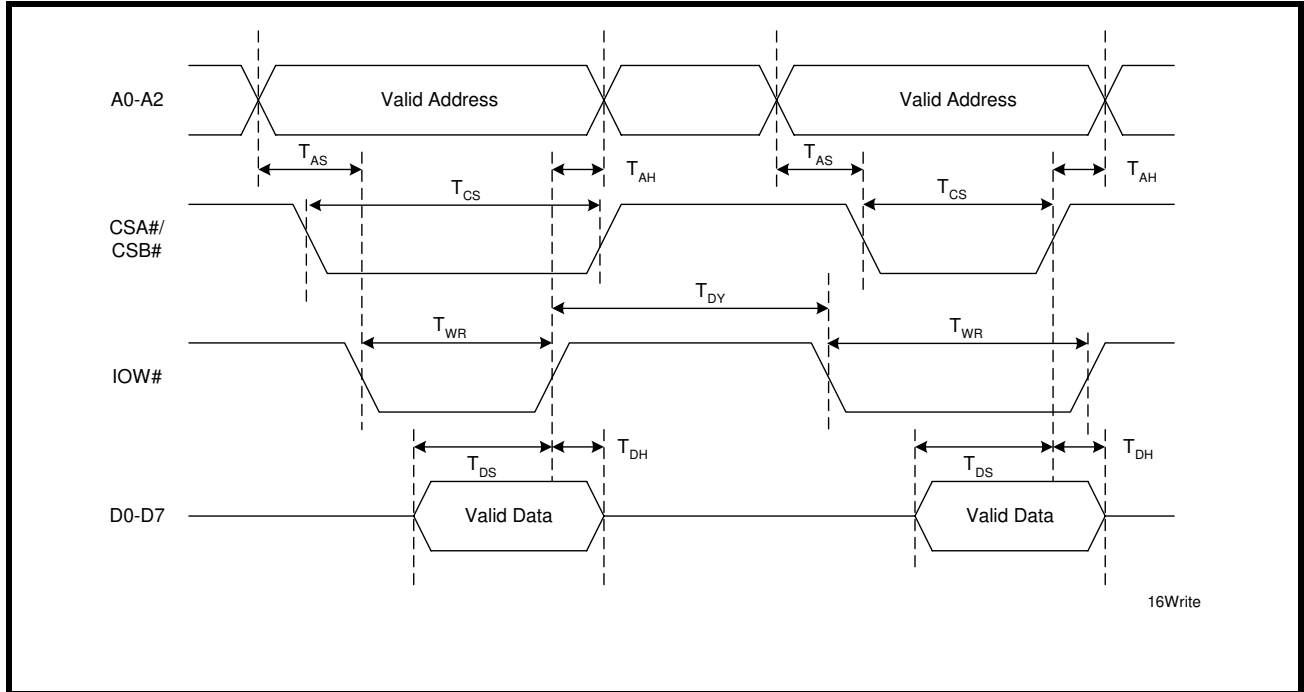 A0-A2
Valid Address
Valid Address
TAS
TAH
TAS
TAH
TCS
TCS
CSA#/
CSB#
TDY
TWR
TWR
IOW#
TDS
TDH
TDS
TDH
D0-D7
Valid Data
Valid Data
16Write